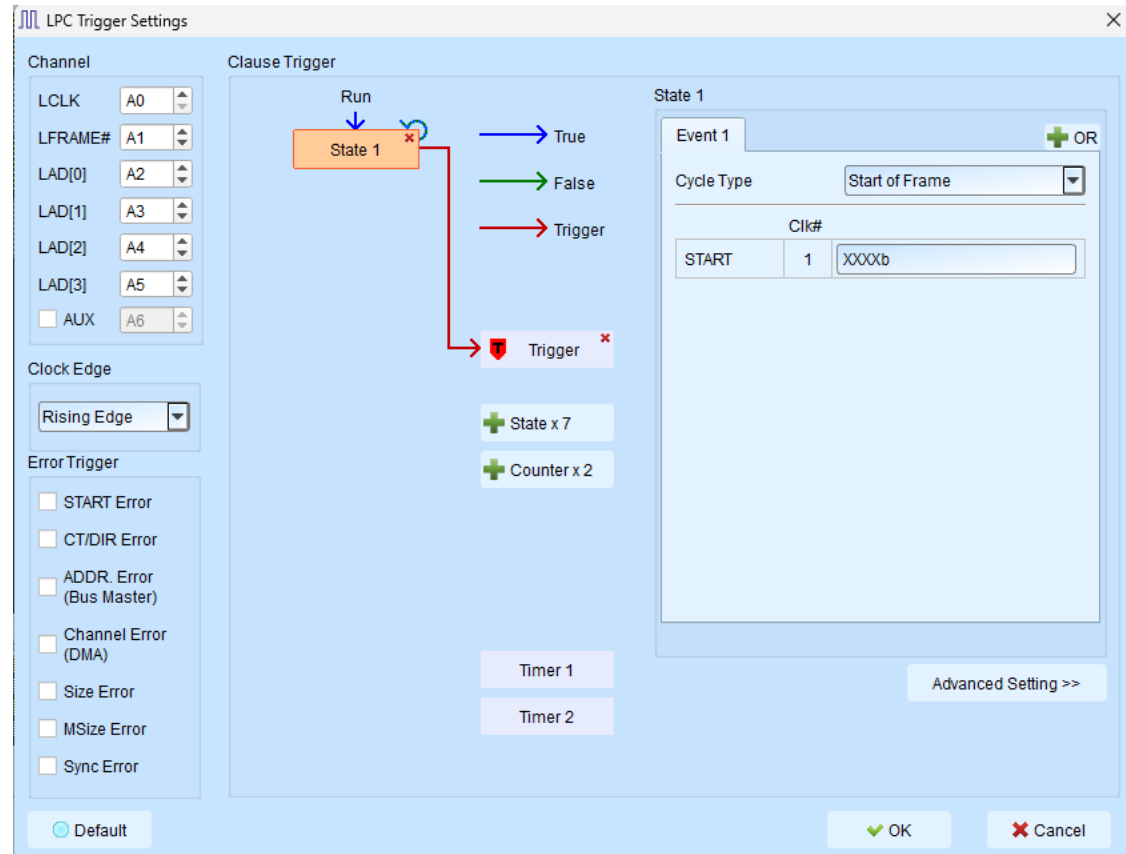 LPC Trigger Settings
Channel
LCLK A0
LFRAME# A1
LAD[0] A2
LAD[1] A3
LAD[2] A4
LAD[3] A5
AUX A6
Clock Edge
Rising Edge
Error Trigger
START Error
CT/DIR Error
ADDR. Error
(Bus Master)
Channel Error
(DMA)
Size Error
MSize Error
Sync Error
Default
Clause Trigger
Run
State 1
True
False
Trigger
T Trigger
State x 7
Counter x 2
Timer 1
Timer 2
State 1
Event 1
OR
Cycle Type Start of Frame
Clk#
START 1 XXXXb
Advanced Setting >>
OK
Cancel